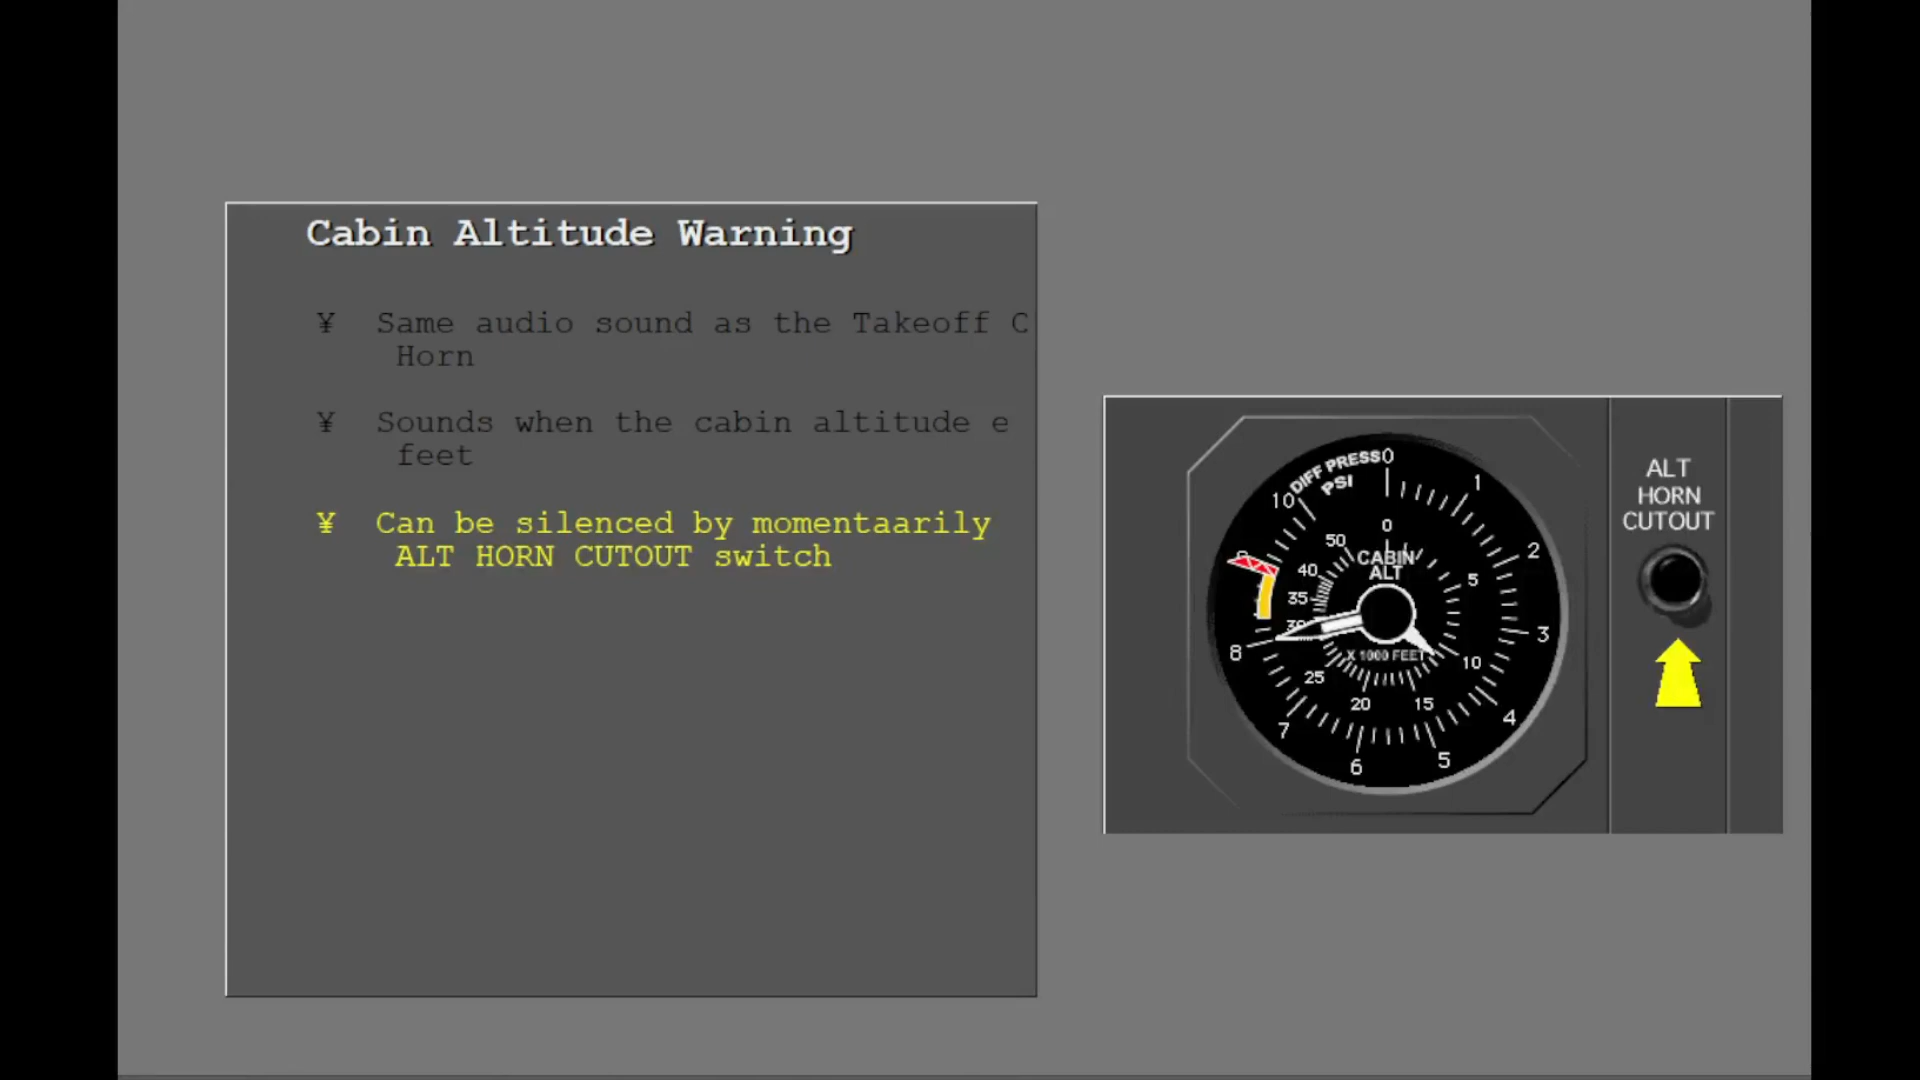 Cabin Altitude Warning
¥ Same audio sound as the Takeoff C
Horn
¥ Sounds when the cabin altitude e
feet
¥ Can be silenced by momentaarily
ALT HORN CUTOUT switch
ALT
HORN
CUTOUT
DIFF PRESS
PSI
0
1
2
3
4
5
6
7
8
10
CABIN
ALT
X 1000 FEET
0
5
10
15
20
25
35
40
50